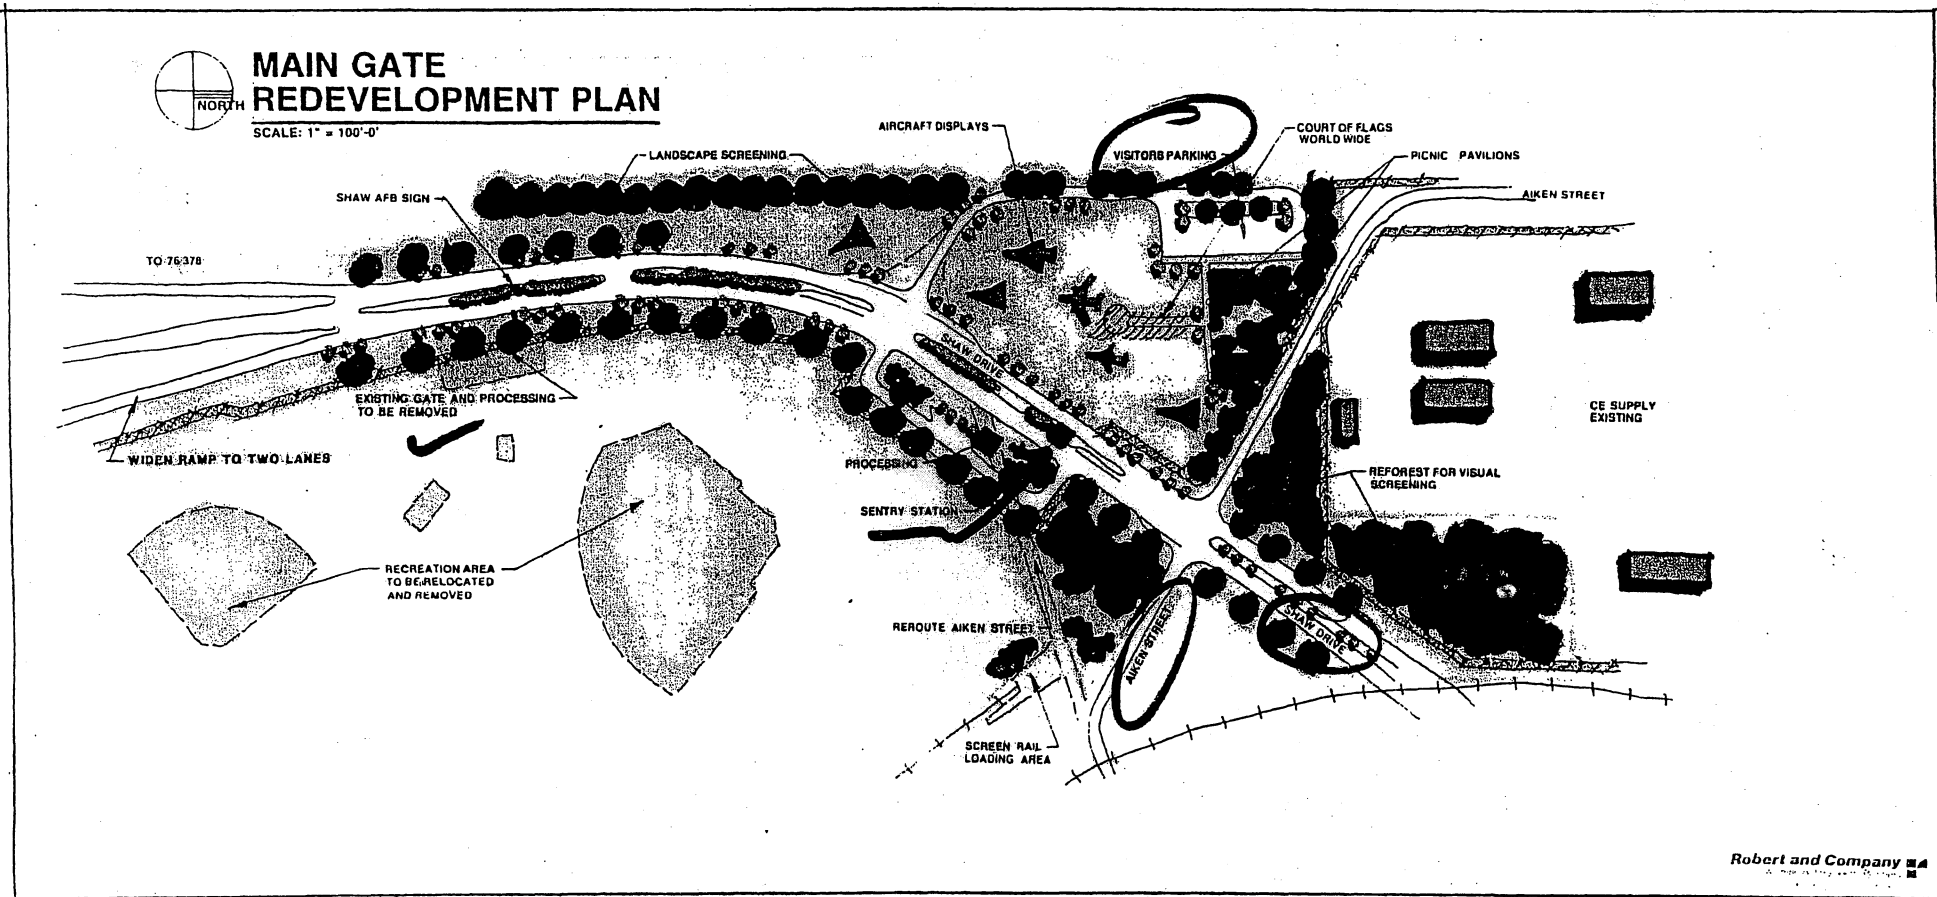 MAIN GATE
REDEVELOPMENT PLAN
NORTH
SCALE: 1" = 100'-0"
AIRCRAFT DISPLAYS
VISITORS PARKING
COURT OF FLAGS
WORLD WIDE
LANDSCAPE SCREENING
PICNIC PAVILIONS
SHAW AFB SIGN
AIKEN STREET
TO 76-378
SHAW DRIVE
EXISTING GATE AND PROCESSING
TO BE REMOVED
CE SUPPLY
EXISTING
WIDEN RAMP TO TWO LANES
PROCESSING
REFOREST FOR VISUAL
SCREENING
SENTRY STATION
RECREATION AREA
TO BE RELOCATED
AND REMOVED
REROUTE AIKEN STREET
AIKEN STREET
SHAW DRIVE
SCREEN RAIL
LOADING AREA
Robert and Company